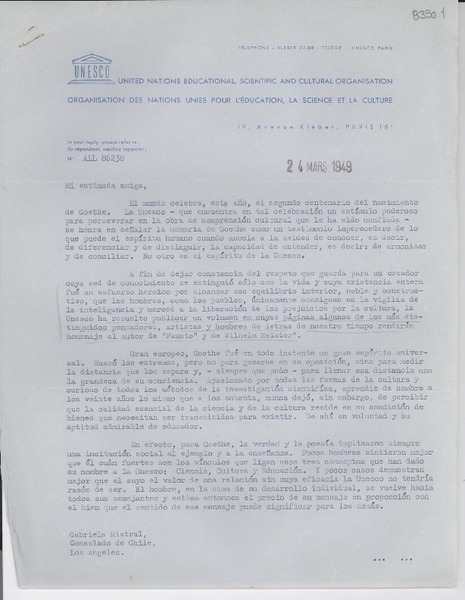 8350.1
TELEPHONE : KLEBER 52-00 - TELEGR : UNESCO PARIS
UNESCO
UNITED NATIONS EDUCATIONAL, SCIENTIFIC AND CULTURAL ORGANISATION
ORGANISATION DES NATIONS UNIES POUR L'ÉDUCATION, LA SCIENCE ET LA CULTURE
19, Avenue Kléber, PARIS 16e
In your reply, please refer to
En répondant, veuillez rappeler:
N° ALL 86238
24 MARS 1949
Mi estimada amiga,
El mundo celebra, este año, el segundo centenario del nacimiento
de Goethe. La Unesco - que encuentra en tal celebración un estímulo poderoso
para perseverar en la obra de comprensión cultural que le ha sido confiada -
se honra en señalar la memoria de Goethe como un testimonio imperecedero de lo
que puede el espíritu humano cuando asocia a la avidez de conocer, es decir,
de diferenciar y de distinguir, la capacidad de entender, es decir: de armonizar
y de conciliar. No otro es el espíritu de la Unesco.
A fin de dejar constancia del respeto que guarda para un creador
cuya sed de conocimiento se extinguió sólo con la vida y cuya existencia entera
fué un esfuerzo heroico por alcanzar ese equilibrio interior, noble y construc-
tivo, que los hombres, como los pueblos, únicamente consiguen en la vigilia de
la inteligencia y merced a la liberación de los prejuicios por la cultura, la
Unesco ha resuelto publicar un volumen en cuyas páginas algunos de los más dis-
tinguidos pensadores, artistas y hombres de letras de nuestro tiempo rendirán
homenaje al autor de "Fausto" y de "Wilhelm Meister".
Gran europeo, Goethe fué en todo instante un gran espíritu univer-
sal. Buscó los extremos, pero no para gozarse en su oposición, sino para medir
la distancia que los separa y, - siempre que pudo - para llenar esa distancia con
la grandeza de su conciencia. Apasionado por todas las formas de la cultura y
curioso de todos los métodos de la investigación científica, aprendiz de hombre a
los veinte años lo mismo que a los ochenta, nunca dejó, sin embargo, de percibir
que la calidad esencial de la ciencia y de la cultura reside en su condición de
bienes que necesitan ser transmitidos para existir. De ahí su voluntad y su
aptitud admirable de educador.
En efecto, para Goethe, la verdad y la poesía implicaron siempre
una incitación social al ejemplo y a la enseñanza. Pocos hombres sintieron mejor
que él cuán fuertes son los vínculos que ligan esos tres conceptos que han dado
su nombre a la Unesco: Ciencia, Cultura y Educación. Y pocos casos demuestran
mejor que el suyo el valor de una relación sin cuya eficacia la Unesco no tendría
razón de ser. El hombre, en la cima de su desarrollo individual, se vuelve hacia
todos sus semejantes y estima entonces el precio de su mensaje en proporción con
el bien que el sentido de ese mensaje puede significar para los demás.
Gabriela Mistral,
Consulado de Chile,
Los Angeles.
... ...